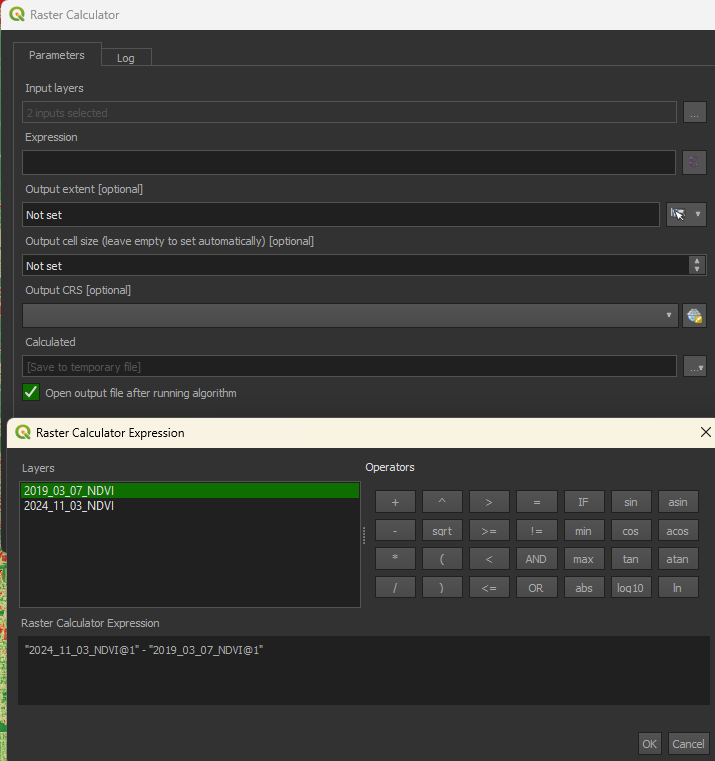 Raster Calculator
Parameters
Log
Input layers
2 inputs selected
...
Expression
Output extent [optional]
Not set
Output cell size (leave empty to set automatically) [optional]
Not set
Output CRS [optional]
Calculated
[Save to temporary file]
...
Open output file after running algorithm
Raster Calculator Expression
Layers
2019_03_07_NDVI
2024_11_03_NDVI
Operators
+ ^ > = IF sin asin
- sqrt >= != min cos acos
* ( < AND max tan atan
/ ) <= OR abs log10 ln
Raster Calculator Expression
"2024_11_03_NDVI@1" - "2019_03_07_NDVI@1"
OK Cancel